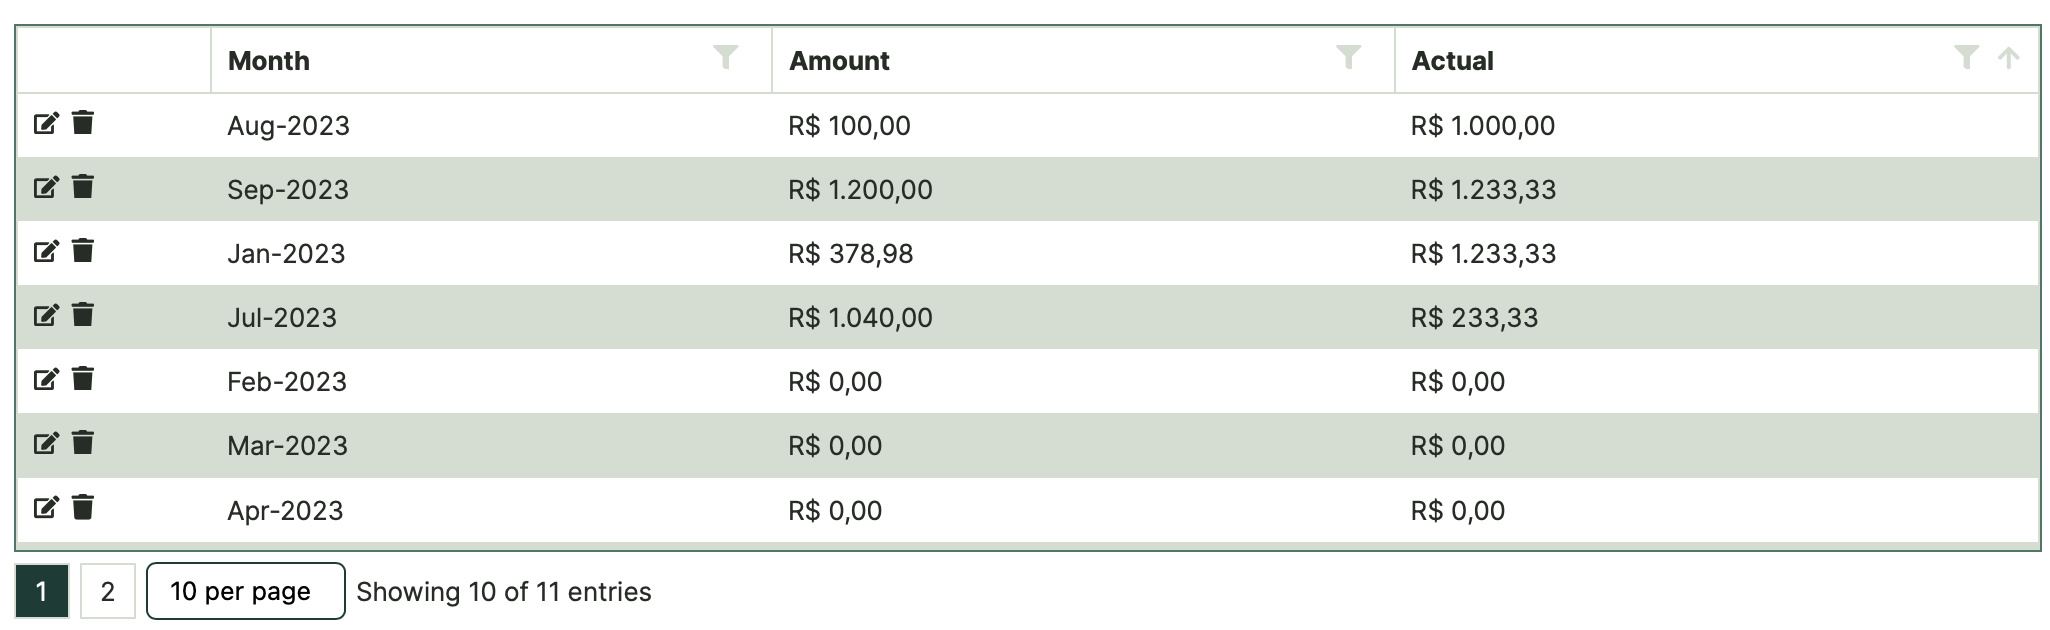 Month Amount Actual
Aug-2023 R$ 100,00 R$ 1.000,00
Sep-2023 R$ 1.200,00 R$ 1.233,33
Jan-2023 R$ 378,98 R$ 1.233,33
Jul-2023 R$ 1.040,00 R$ 233,33
Feb-2023 R$ 0,00 R$ 0,00
Mar-2023 R$ 0,00 R$ 0,00
Apr-2023 R$ 0,00 R$ 0,00
1 2 10 per page Showing 10 of 11 entries